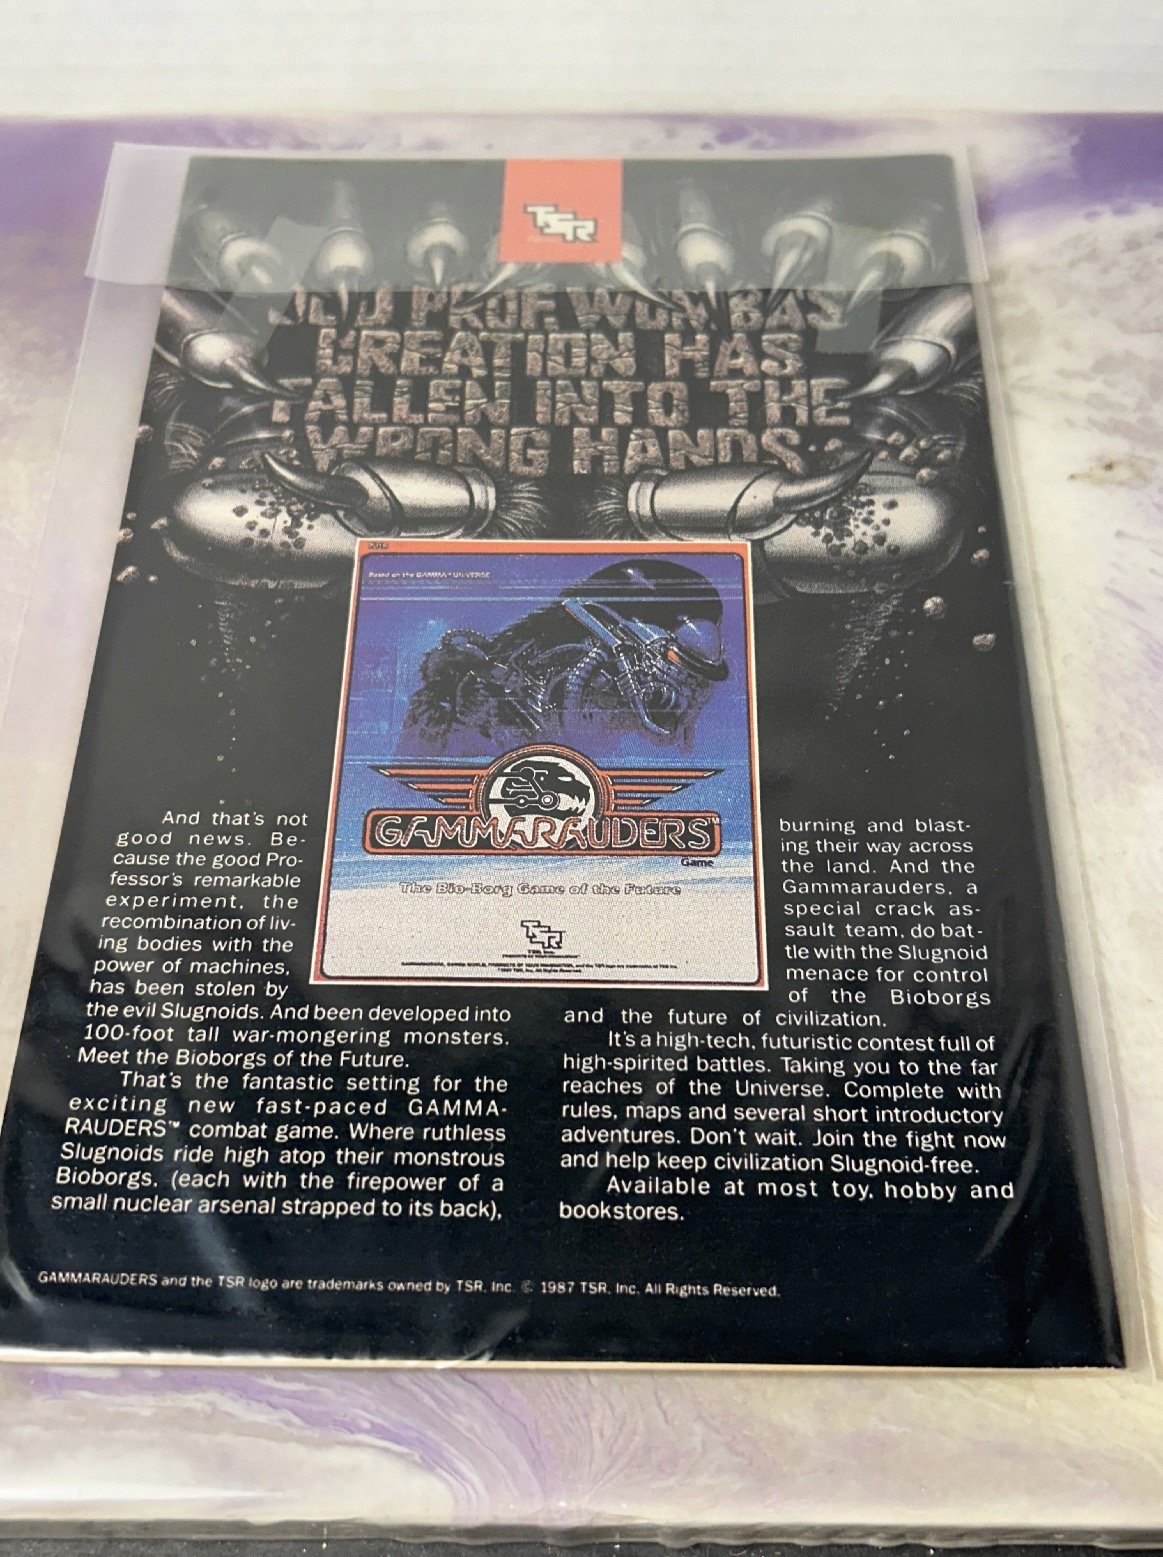 TSR
PROF.
CREATION HAS
FALLEN INTO THE
WRONG HANDS.
Based on the GAMMA™ UNIVERSE
GAMMARAUDERS™
Game
The Bio-Borg Game of the Future
TSR
And that's not
good news. Be-
cause the good Pro-
fessor's remarkable
experiment, the
recombination of liv-
ing bodies with the
power of machines,
has been stolen by
the evil Slugnoids. And been developed into
100-foot tall war-mongering monsters.
Meet the Bioborgs of the Future.
That's the fantastic setting for the
exciting new fast-paced GAMMA-
RAUDERS™ combat game. Where ruthless
Slugnoids ride high atop their monstrous
Bioborgs, (each with the firepower of a
small nuclear arsenal strapped to its back),
burning and blast-
ing their way across
the land. And the
Gammarauders, a
special crack as-
sault team, do bat-
tle with the Slugnoid
menace for control
of the Bioborgs
and the future of civilization.
It's a high-tech, futuristic contest full of
high-spirited battles. Taking you to the far
reaches of the Universe. Complete with
rules, maps and several short introductory
adventures. Don't wait. Join the fight now
and help keep civilization Slugnoid-free.
Available at most toy, hobby and
bookstores.
GAMMARAUDERS and the TSR logo are trademarks owned by TSR, Inc. © 1987 TSR, Inc. All Rights Reserved.